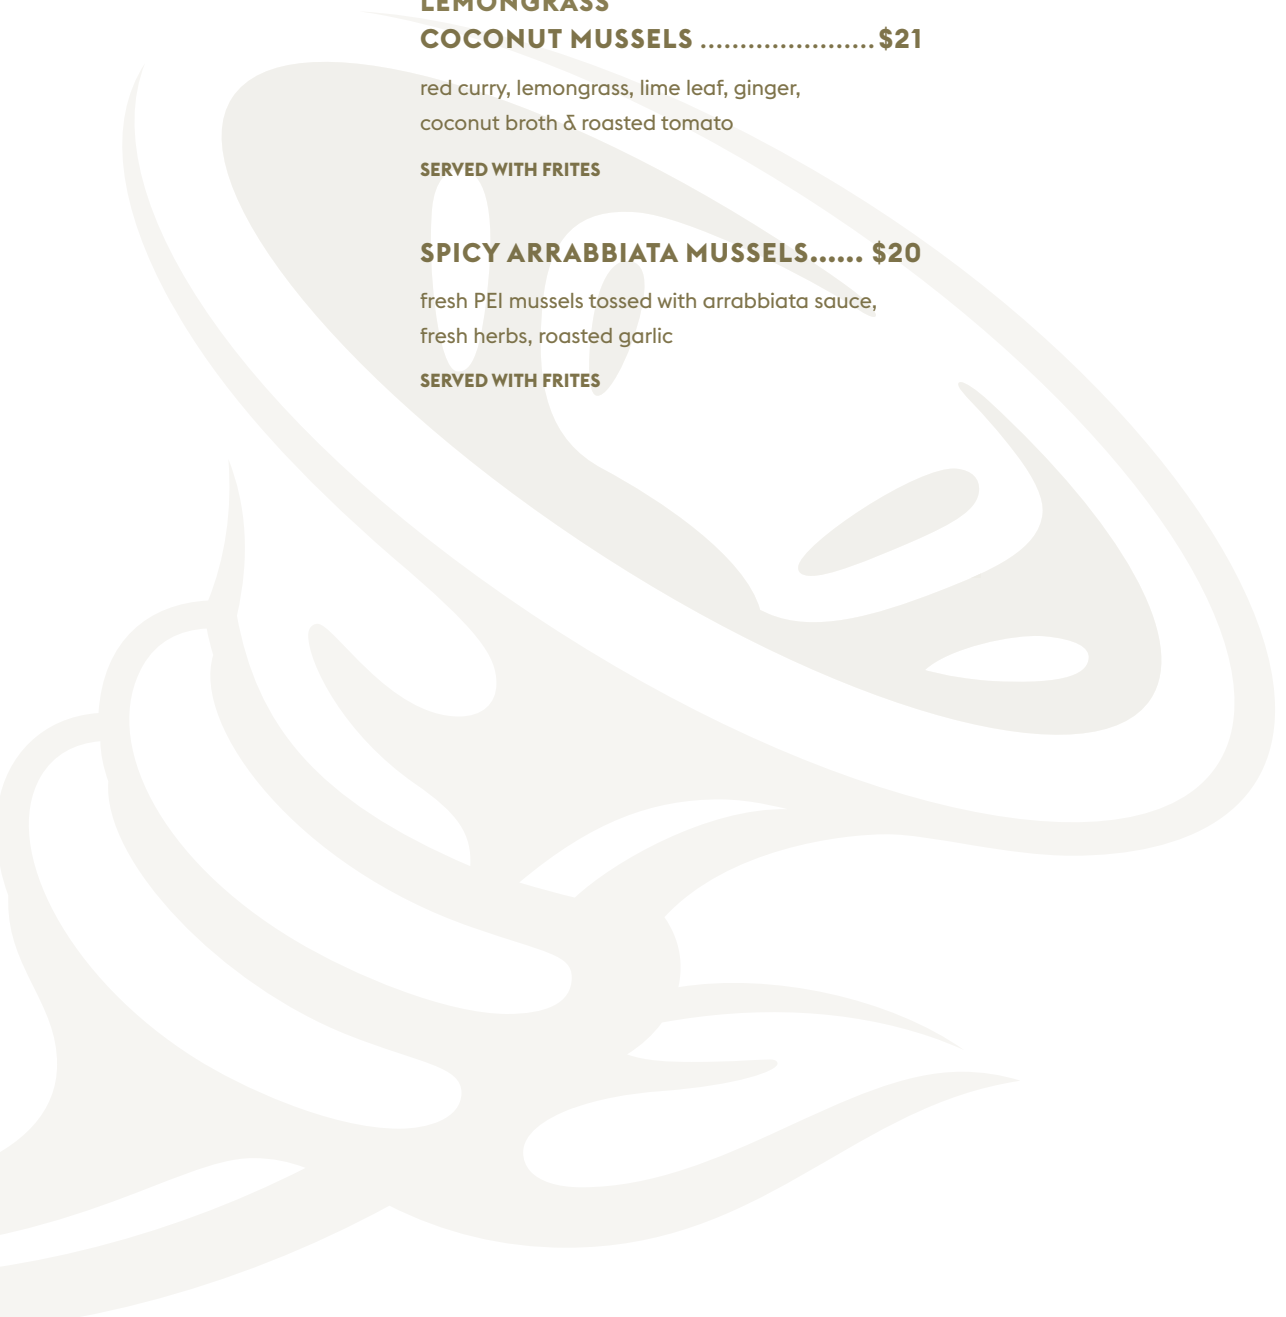 LEMONGRASS
COCONUT MUSSELS ...................... $21
red curry, lemongrass, lime leaf, ginger,
coconut broth & roasted tomato
SERVED WITH FRITES
SPICY ARRABBIATA MUSSELS...... $20
fresh PEI mussels tossed with arrabbiata sauce,
fresh herbs, roasted garlic
SERVED WITH FRITES